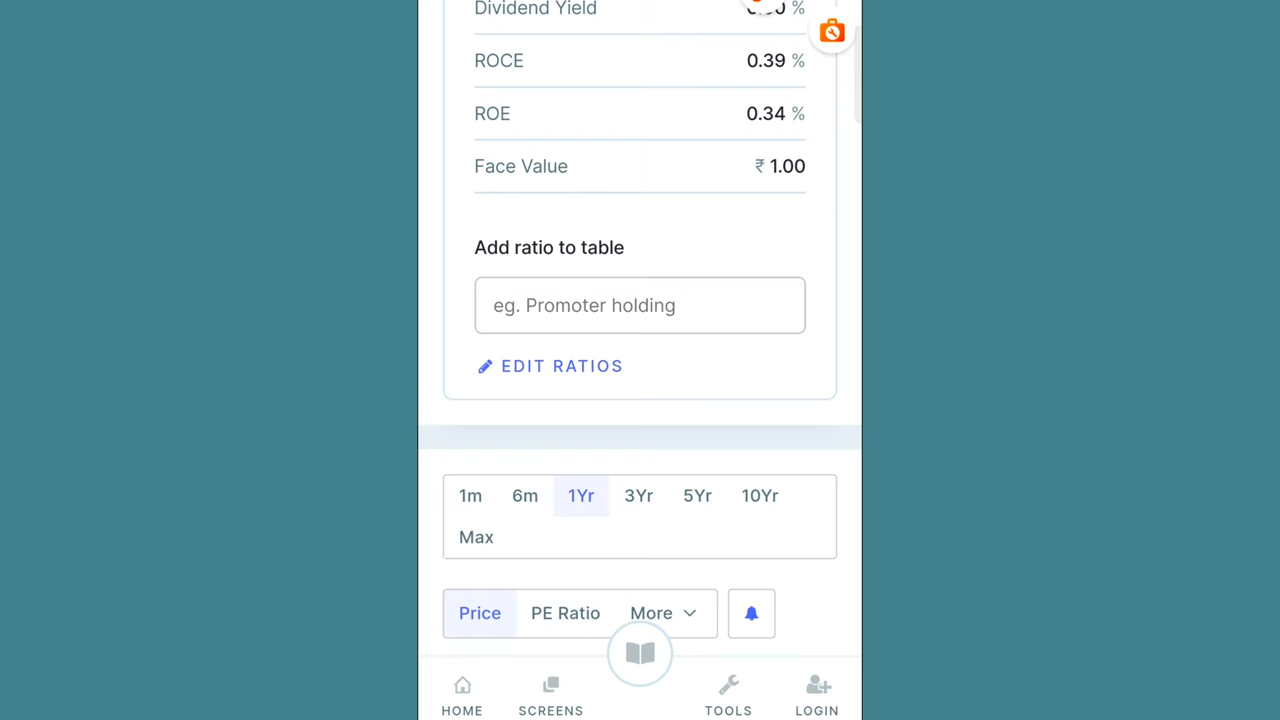 Dividend Yield %
ROCE 0.39 %
ROE 0.34 %
Face Value ₹ 1.00
Add ratio to table
eg. Promoter holding
EDIT RATIOS
1m 6m 1Yr 3Yr 5Yr 10Yr
Max
Price PE Ratio More
HOME SCREENS TOOLS LOGIN